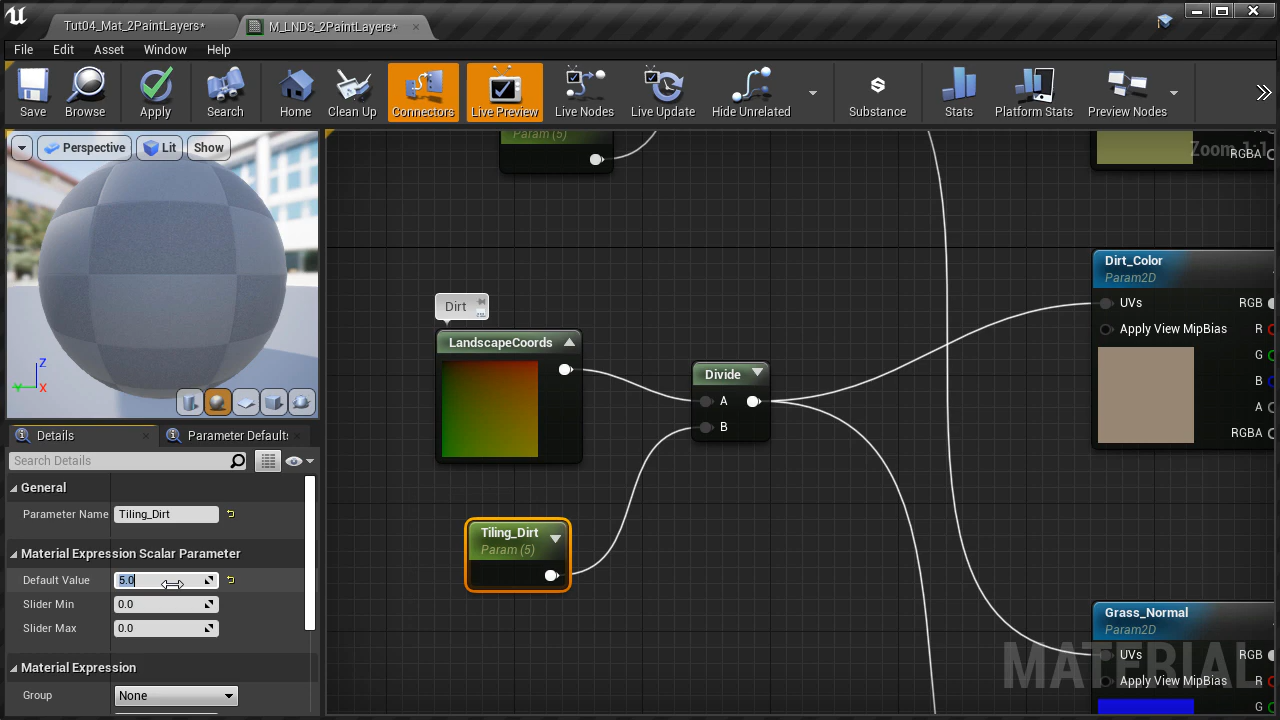 Tut04_Mat_2PaintLayers*
M_LNDS_2PaintLayers*
File Edit Asset Window Help
Save Browse Apply Search Home Clean Up Connectors Live Preview Live Nodes Live Update Hide Unrelated Substance Stats Platform Stats Preview Nodes
Perspective Lit Show
Z
Y X
Details
Parameter Defaults
Search Details
General
Parameter Name Tiling_Dirt
Material Expression Scalar Parameter
Default Value 5.0
Slider Min 0.0
Slider Max 0.0
Material Expression
Group None
Param (5)
Zoom 1:1
RGBA
Dirt
LandscapeCoords
Divide
A
B
Tiling_Dirt
Param (5)
Dirt_Color
Param2D
UVs RGB
Apply View MipBias R
G
B
A
RGBA
Grass_Normal
Param2D
UVs RGB
Apply View MipBias R
G
MATERIAL